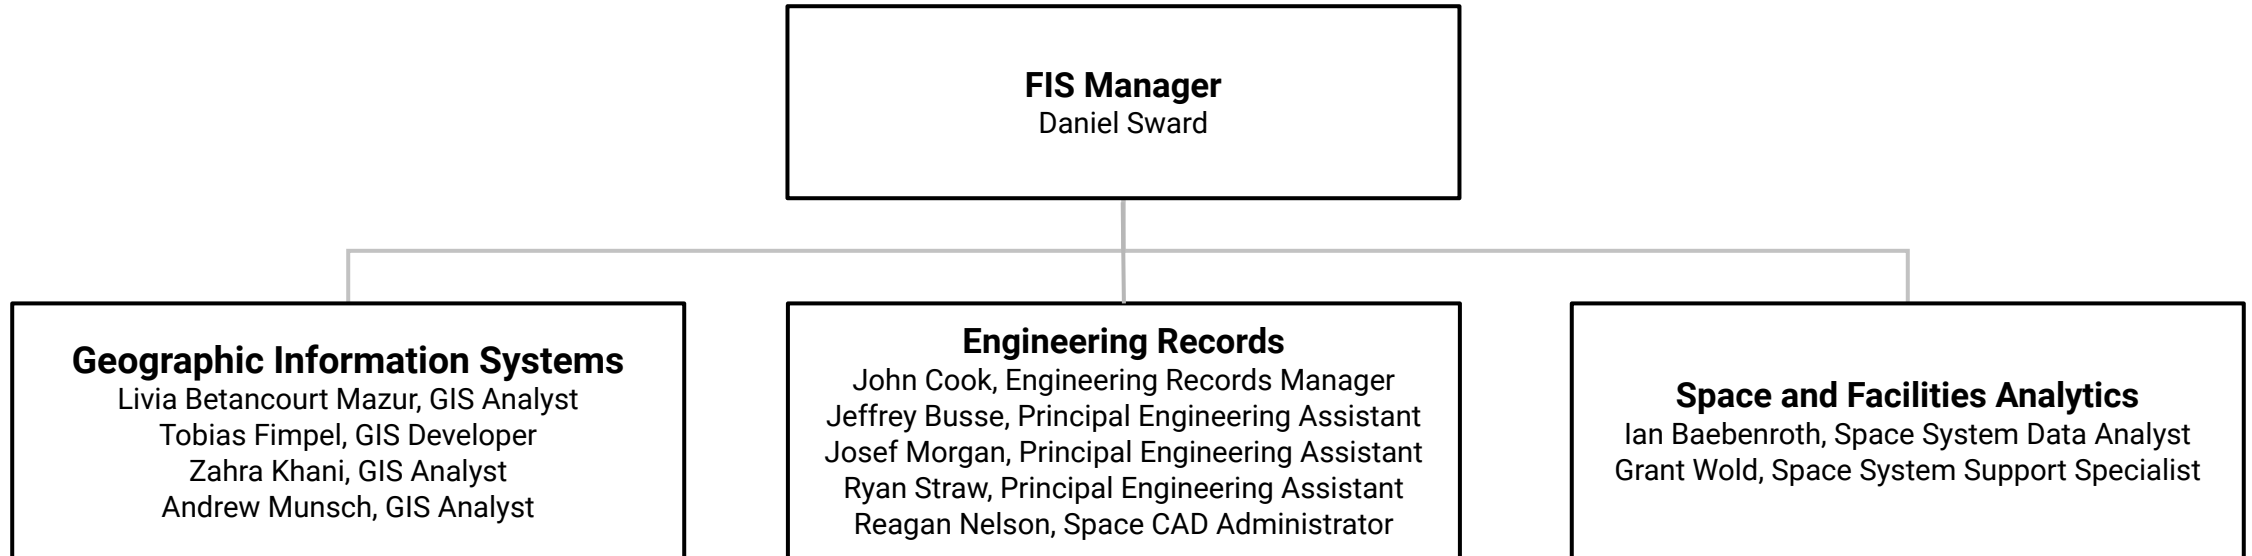 FIS Manager
Daniel Sward
Geographic Information Systems
Livia Betancourt Mazur, GIS Analyst
Tobias Fimpel, GIS Developer
Zahra Khani, GIS Analyst
Andrew Munsch, GIS Analyst
Engineering Records
John Cook, Engineering Records Manager
Jeffrey Busse, Principal Engineering Assistant
Josef Morgan, Principal Engineering Assistant
Ryan Straw, Principal Engineering Assistant
Reagan Nelson, Space CAD Administrator
Space and Facilities Analytics
Ian Baebenroth, Space System Data Analyst
Grant Wold, Space System Support Specialist